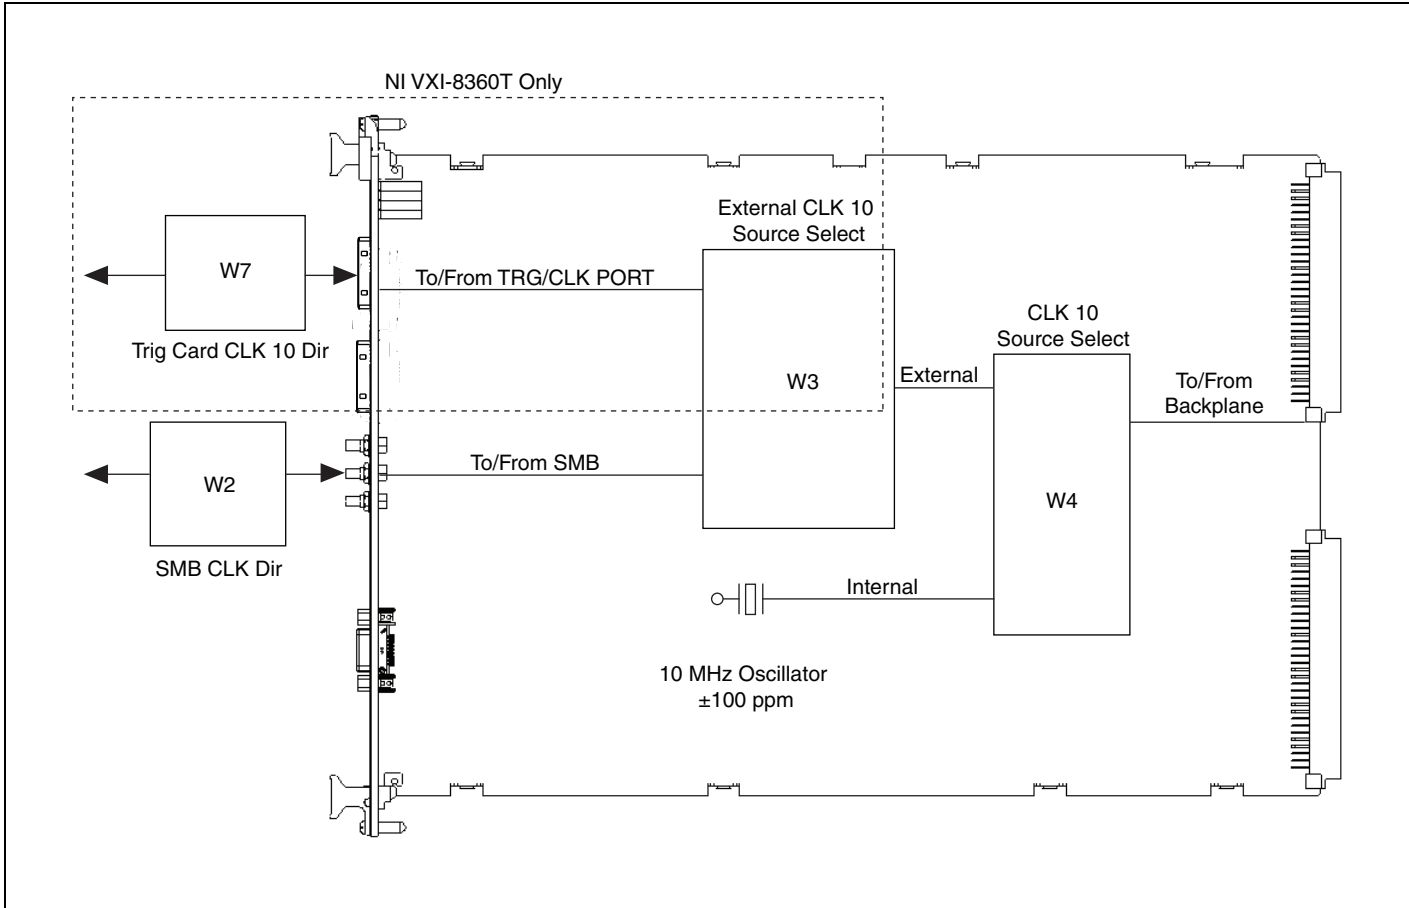 NI VXI-8360T Only
External CLK 10
Source Select
W7
To/From TRG/CLK PORT
Trig Card CLK 10 Dir
CLK 10
Source Select
W3
External
To/From
Backplane
To/From SMB
W2
W4
SMB CLK Dir
Internal
10 MHz Oscillator
±100 ppm